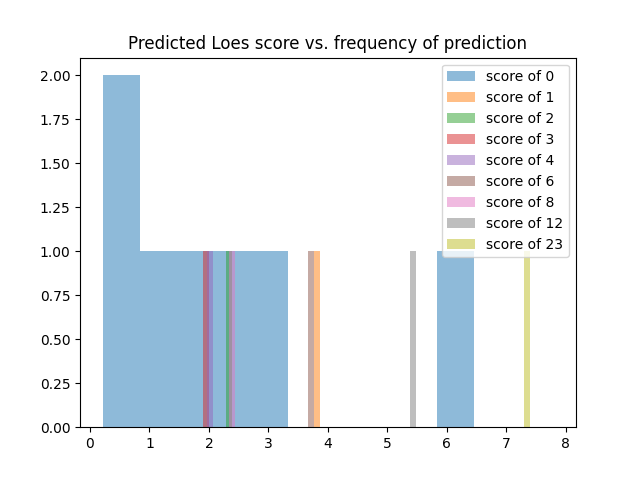 Predicted Loes score vs. frequency of prediction
2.00
1.75
1.50
1.25
1.00
0.75
0.50
0.25
0.00
score of 0
score of 1
score of 2
score of 3
score of 4
score of 6
score of 8
score of 12
score of 23
0 1 2 3 4 5 6 7 8